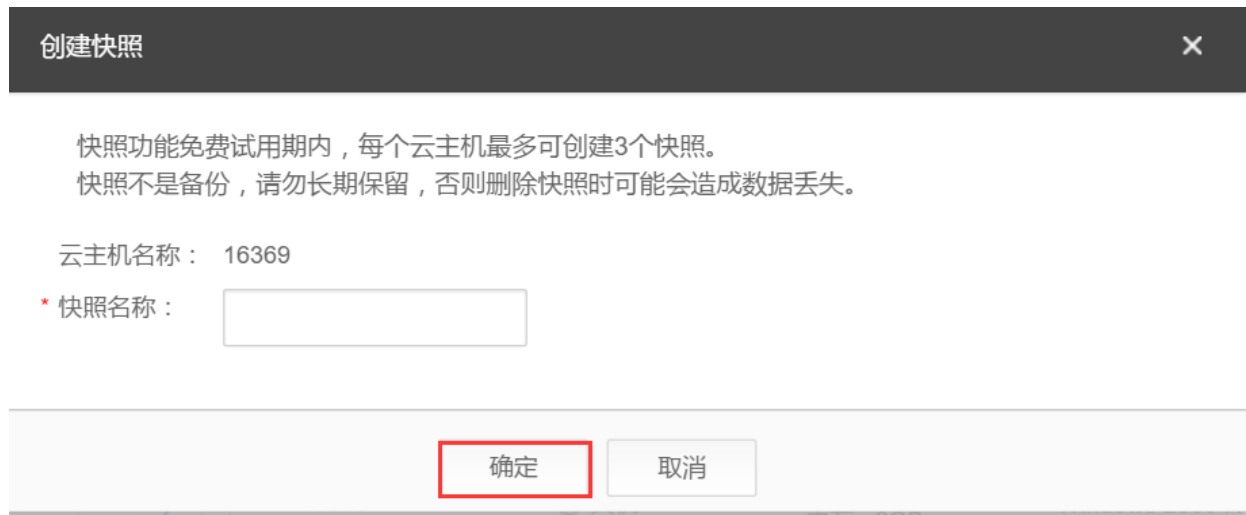 创建快照
快照功能免费试用期内，每个云主机最多可创建3个快照。
快照不是备份，请勿长期保留，否则删除快照时可能会造成数据丢失。
云主机名称： 16369
* 快照名称：
确定 取消